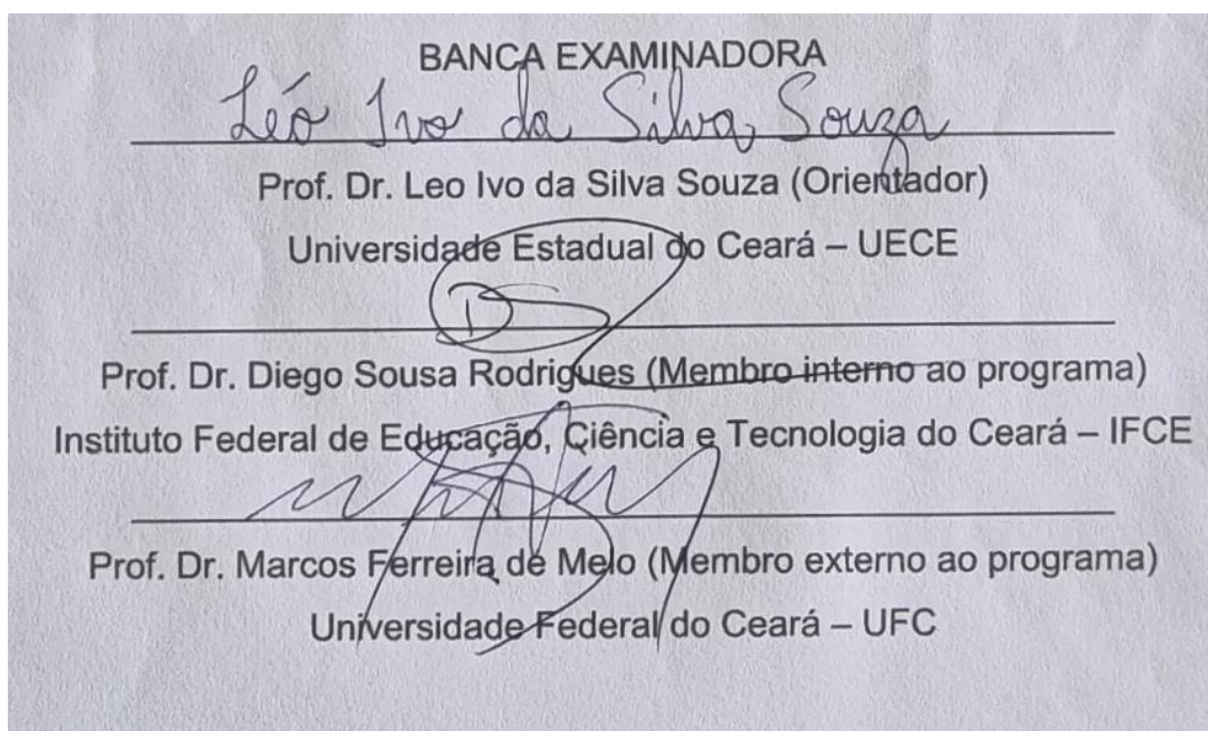 BANCA EXAMINADORA
Léo Ivo da Silva Souza
Prof. Dr. Leo Ivo da Silva Souza (Orientador)
Universidade Estadual do Ceará – UECE
Prof. Dr. Diego Sousa Rodrigues (Membro interno ao programa)
Instituto Federal de Educação, Ciência e Tecnologia do Ceará – IFCE
Prof. Dr. Marcos Ferreira de Melo (Membro externo ao programa)
Universidade Federal do Ceará – UFC